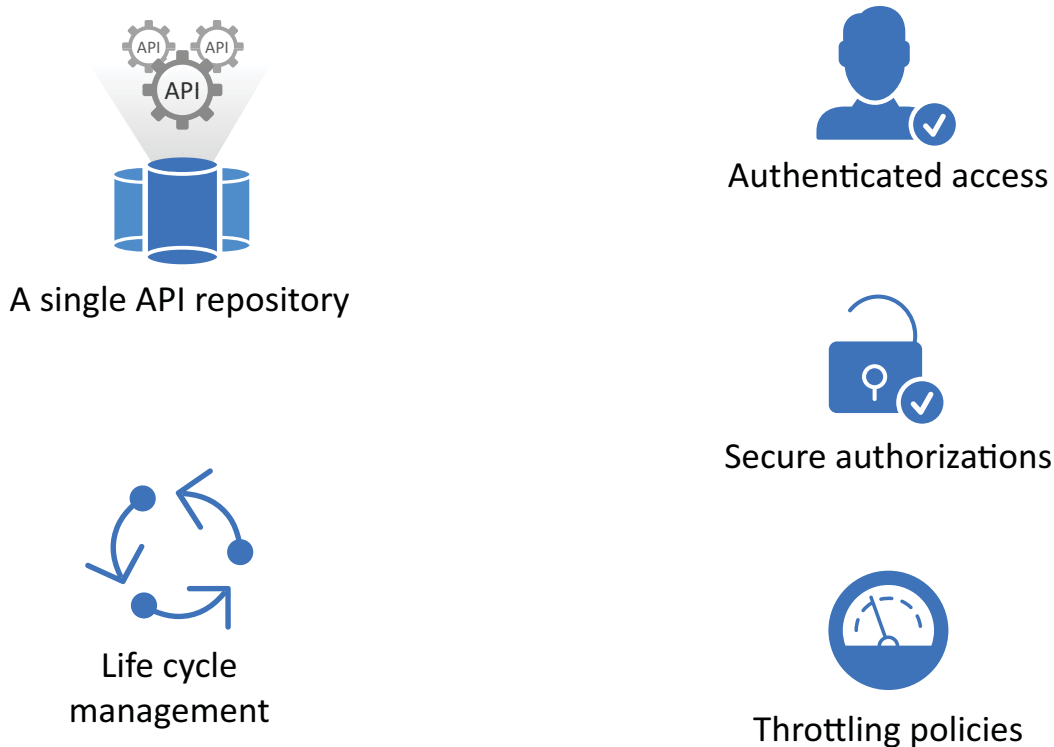 API
API
API
A single API repository
Life cycle
management
Authenticated access
Secure authorizations
Throttling policies